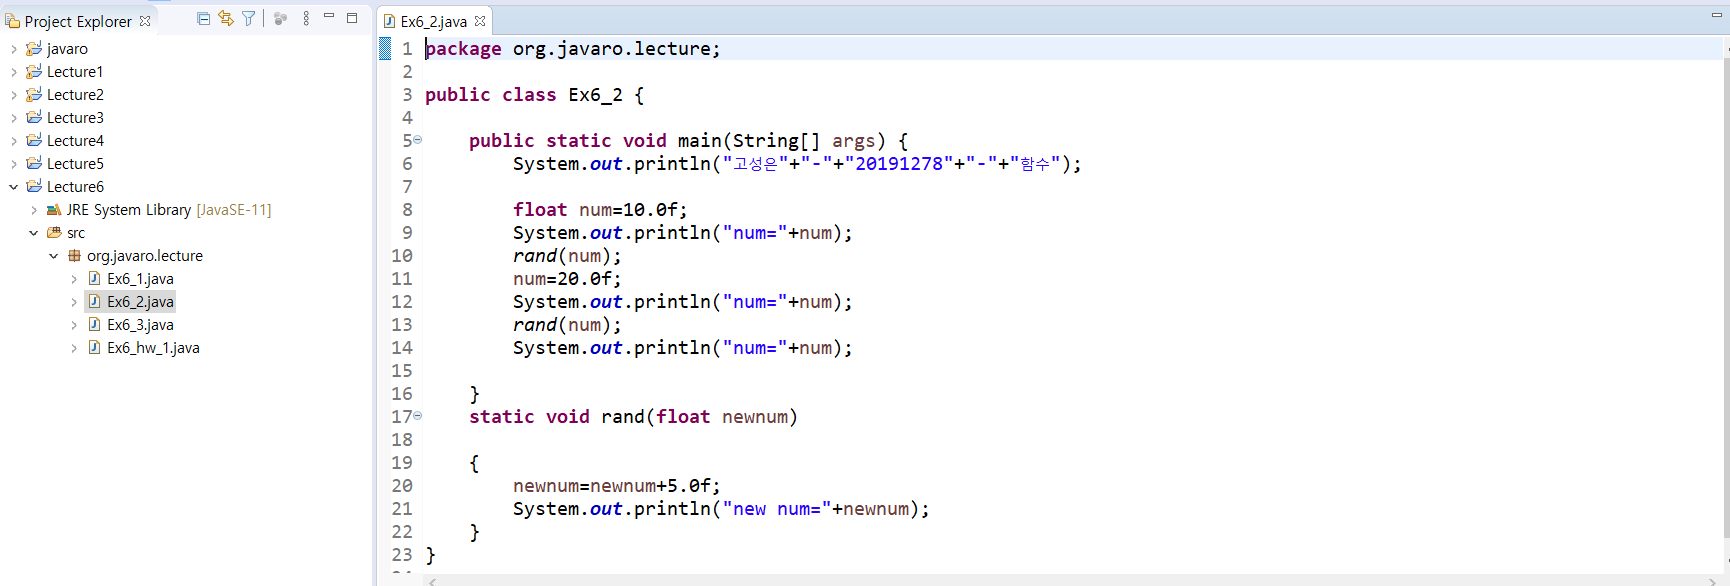 Project Explorer
javaro
Lecture1
Lecture2
Lecture3
Lecture4
Lecture5
Lecture6
JRE System Library [JavaSE-11]
src
org.javaro.lecture
Ex6_1.java
Ex6_2.java
Ex6_3.java
Ex6_hw_1.java
Ex6_2.java
1 package org.javaro.lecture;
2
3 public class Ex6_2 {
4
5     public static void main(String[] args) {
6         System.out.println("고성은"+"-"+"20191278"+"-"+"함수");
7
8         float num=10.0f;
9         System.out.println("num="+num);
10         rand(num);
11         num=20.0f;
12         System.out.println("num="+num);
13         rand(num);
14         System.out.println("num="+num);
15
16     }
17     static void rand(float newnum)
18
19     {
20         newnum=newnum+5.0f;
21         System.out.println("new num="+newnum);
22     }
23 }